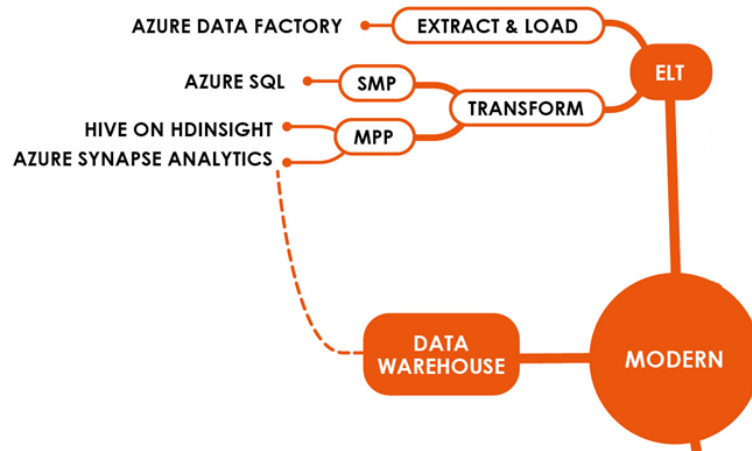 AZURE DATA FACTORY
EXTRACT & LOAD
ELT
AZURE SQL
SMP
TRANSFORM
HIVE ON HDINSIGHT
MPP
AZURE SYNAPSE ANALYTICS
DATA
WAREHOUSE
MODERN